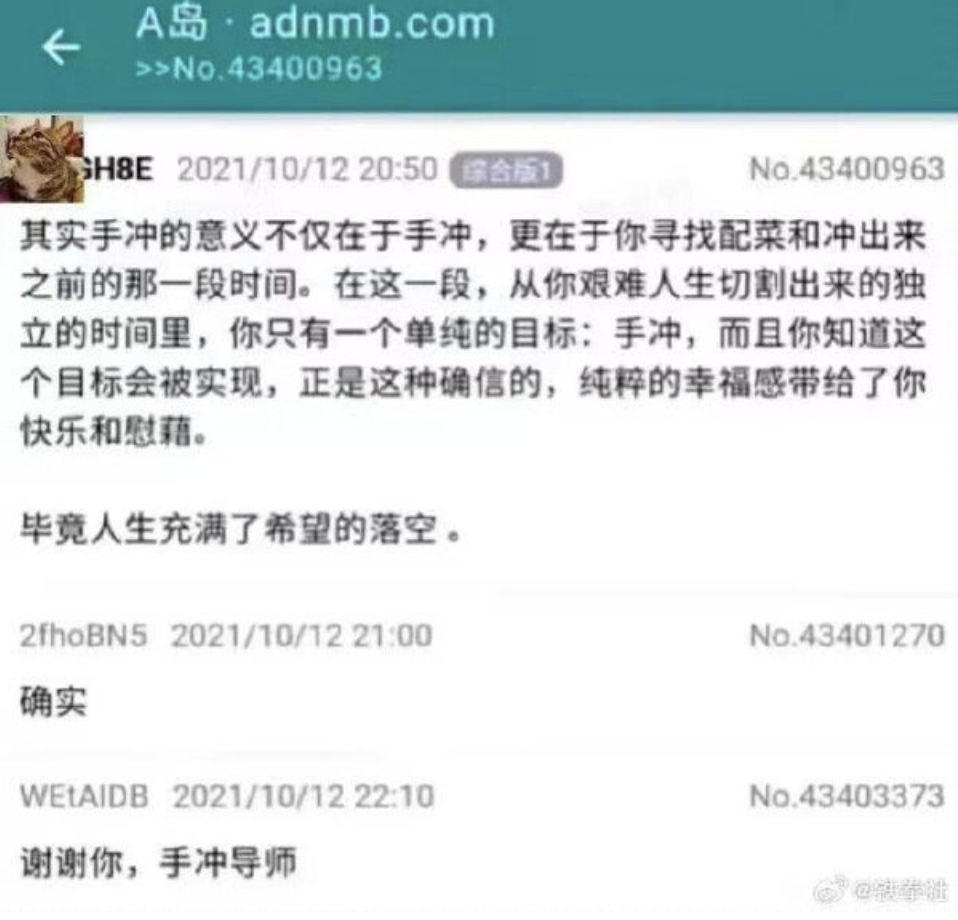 A岛 · adnmb.com
>>No.43400963
GH8E 2021/10/12 20:50 综合版1 No.43400963
其实手冲的意义不仅在于手冲，更在于你寻找配菜和冲出来
之前的那一段时间。在这一段，从你艰难人生切割出来的独
立的时间里，你只有一个单纯的目标：手冲，而且你知道这
个目标会被实现，正是这种确信的，纯粹的幸福感带给了你
快乐和慰藉。
毕竟人生充满了希望的落空。
2fhoBN5 2021/10/12 21:00 No.43401270
确实
WEtAIDB 2021/10/12 22:10 No.43403373
谢谢你，手冲导师